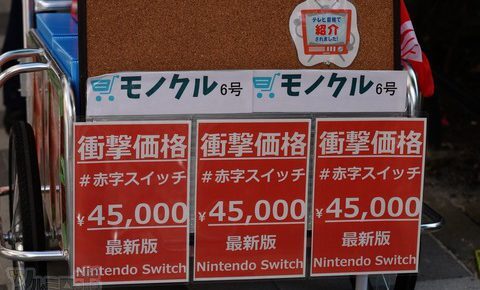 テレビ番組で
紹介
されました!
モノクル6号 モノクル6号
衝撃価格
#赤字スイッチ
¥45,000
最新版
Nintendo Switch
衝撃価格
#赤字スイッチ
¥45,000
最新版
Nintendo Switch
衝撃価格
#赤字スイッチ
¥45,000
最新版
Nintendo Switch